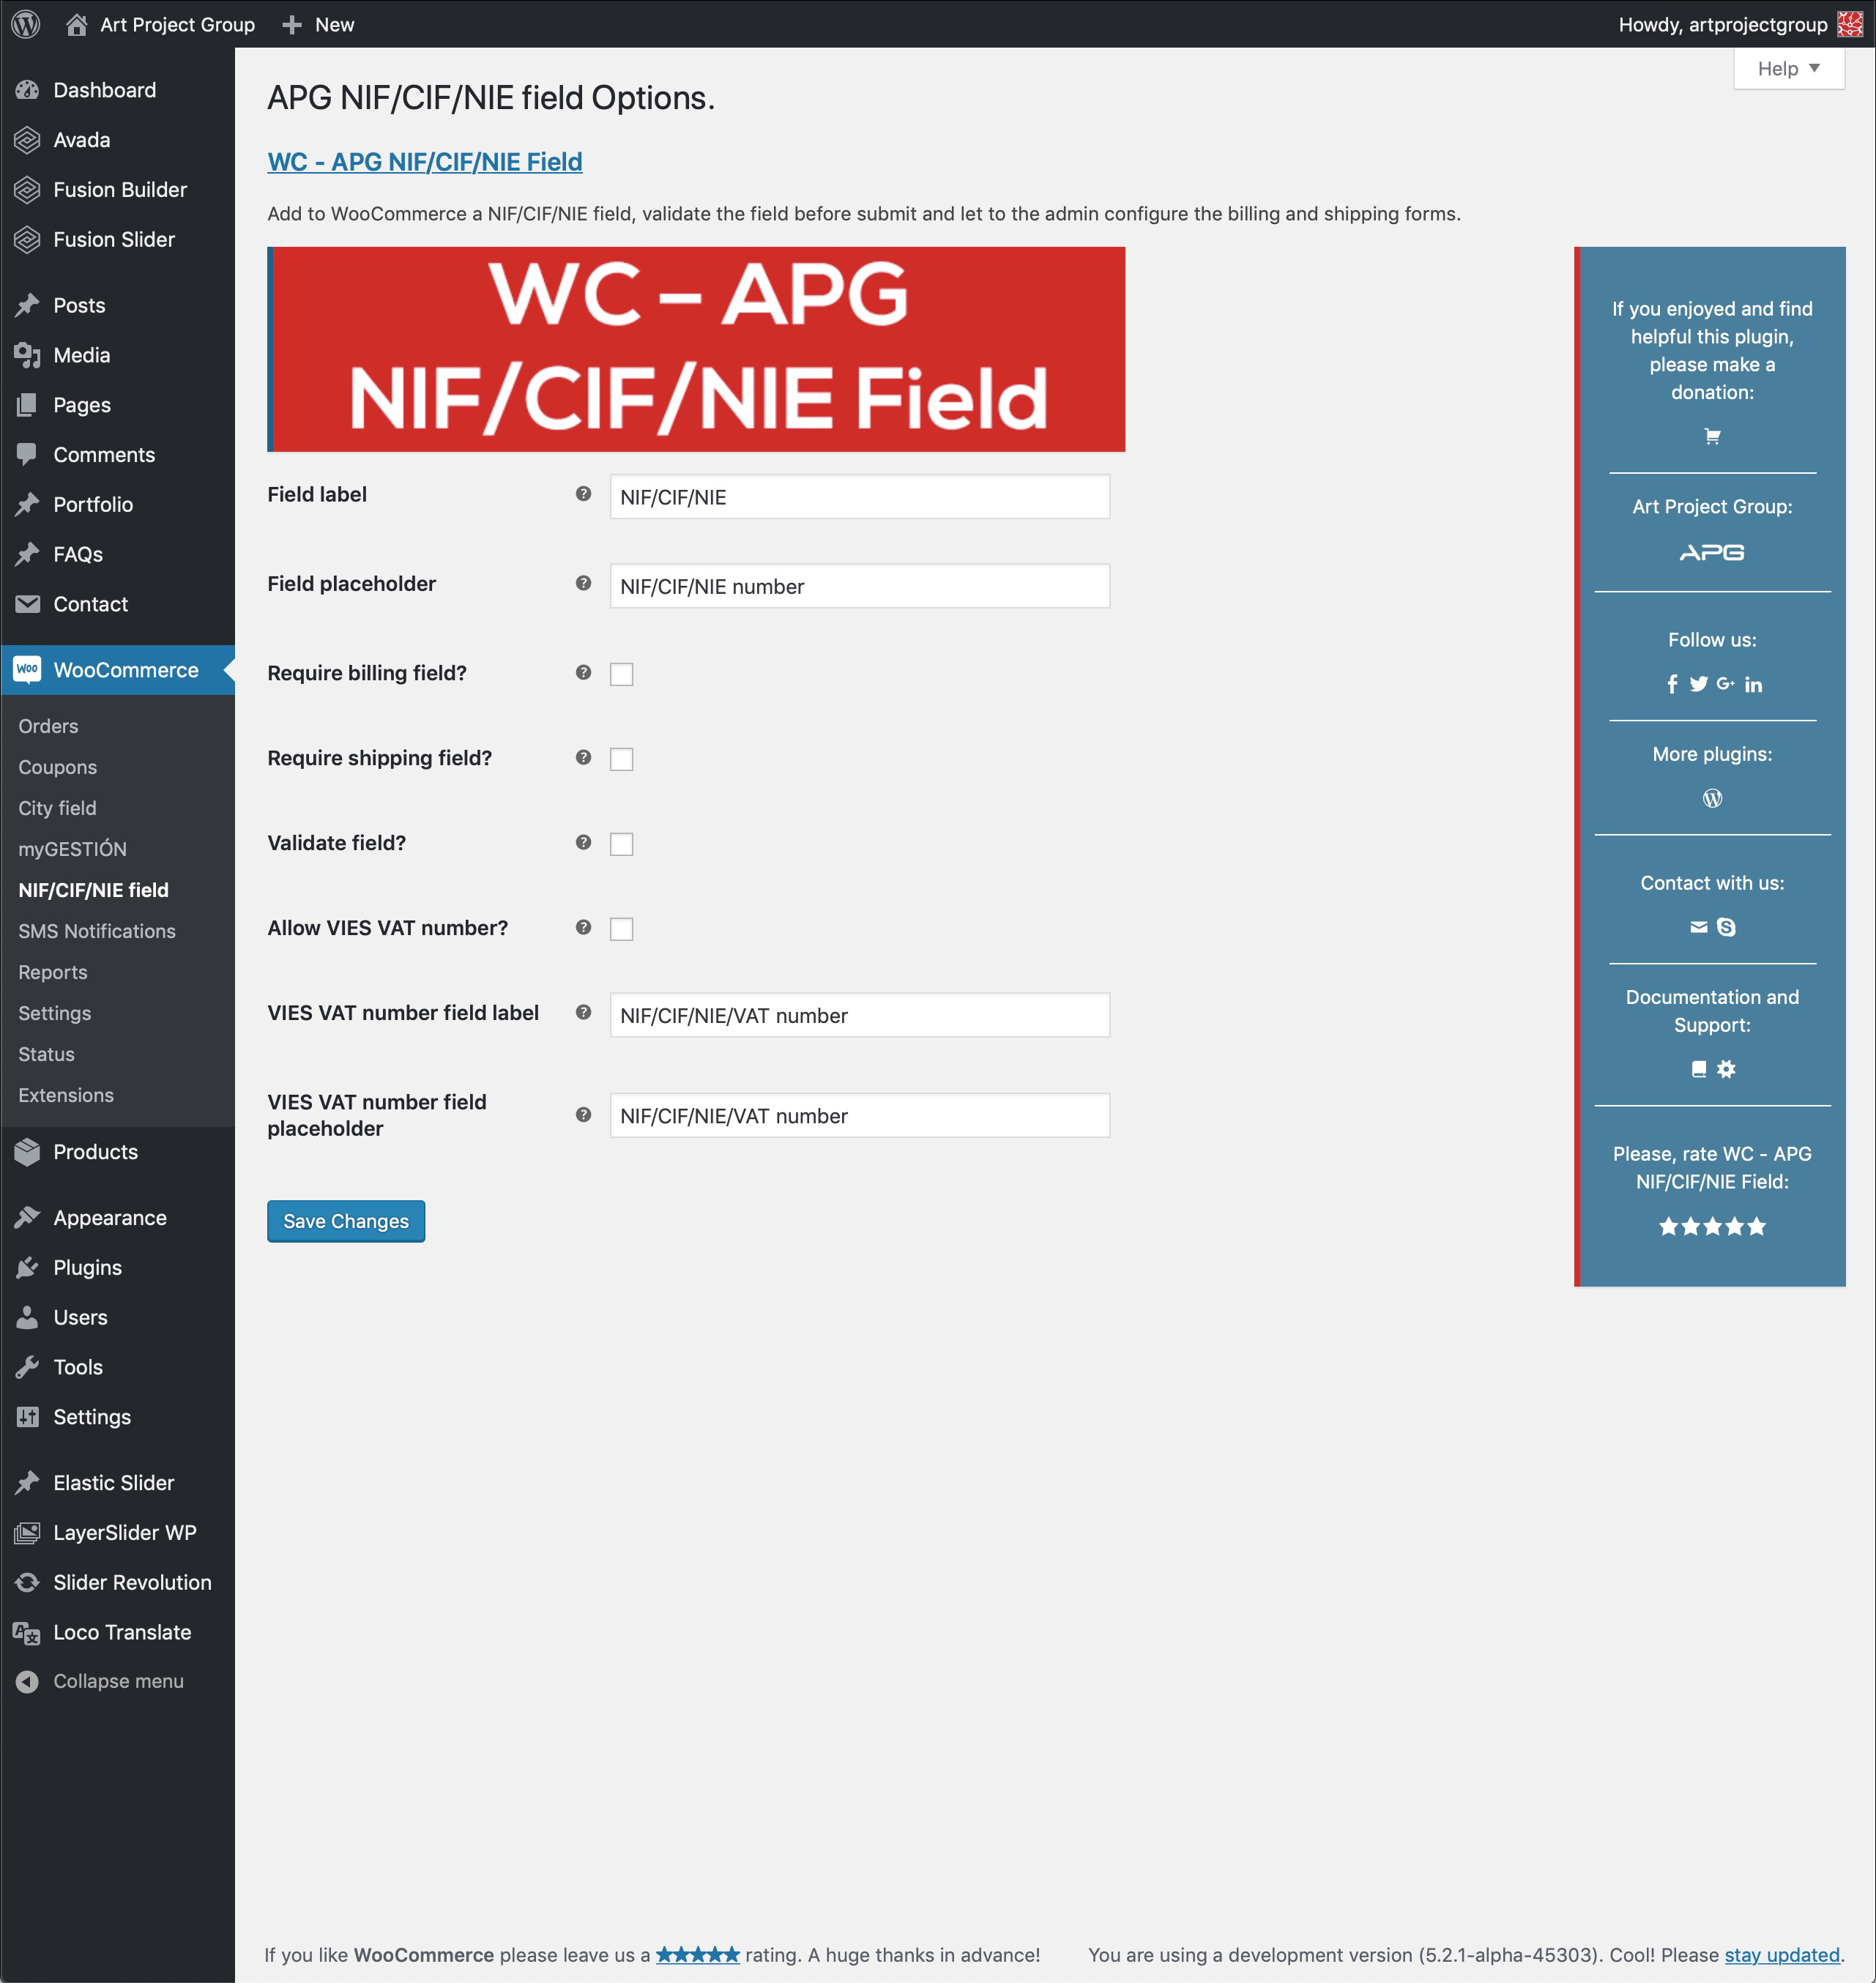 Art Project Group
New
Howdy, artprojectgroup
Dashboard
Avada
Fusion Builder
Fusion Slider
Posts
Media
Pages
Comments
Portfolio
FAQs
Contact
woo
WooCommerce
Orders
Coupons
City field
myGESTIÓN
NIF/CIF/NIE field
SMS Notifications
Reports
Settings
Status
Extensions
Products
Appearance
Plugins
Users
Tools
Settings
Elastic Slider
LayerSlider WP
Slider Revolution
Loco Translate
Collapse menu
Help
APG NIF/CIF/NIE field Options.
WC - APG NIF/CIF/NIE Field
Add to WooCommerce a NIF/CIF/NIE field, validate the field before submit and let to the admin configure the billing and shipping forms.
WC – APG
NIF/CIF/NIE Field
Field label
NIF/CIF/NIE
Field placeholder
NIF/CIF/NIE number
Require billing field?
Require shipping field?
Validate field?
Allow VIES VAT number?
VIES VAT number field label
NIF/CIF/NIE/VAT number
VIES VAT number field
placeholder
NIF/CIF/NIE/VAT number
Save Changes
If you enjoyed and find
helpful this plugin,
please make a
donation:
Art Project Group:
APG
Follow us:
More plugins:
Contact with us:
Documentation and
Support:
Please, rate WC - APG
NIF/CIF/NIE Field:
If you like WooCommerce please leave us a ★★★★★ rating. A huge thanks in advance!
You are using a development version (5.2.1-alpha-45303). Cool! Please stay updated.